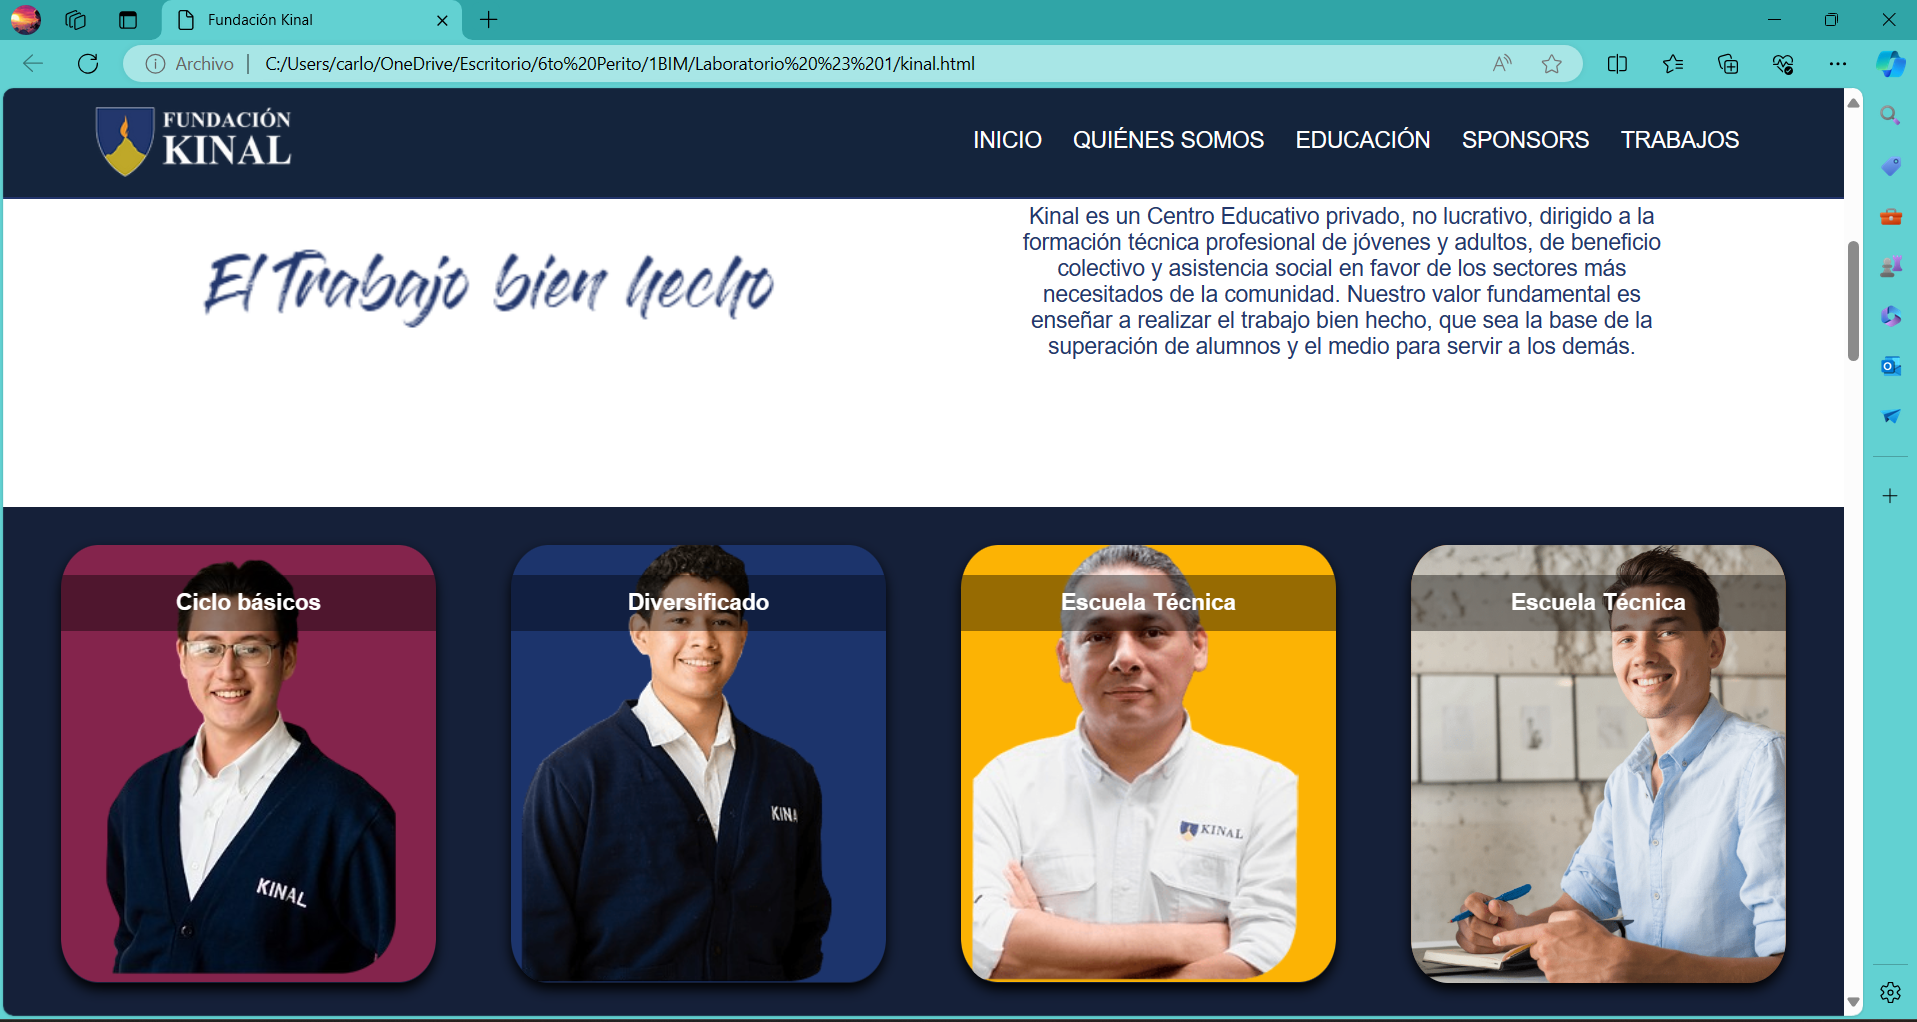 Fundación Kinal
Archivo
C:/Users/carlo/OneDrive/Escritorio/6to%20Perito/1BIM/Laboratorio%20%23%201/kinal.html
FUNDACIÓN
KINAL
INICIO QUIÉNES SOMOS EDUCACIÓN SPONSORS TRABAJOS
El Trabajo bien hecho
Kinal es un Centro Educativo privado, no lucrativo, dirigido a la
formación técnica profesional de jóvenes y adultos, de beneficio
colectivo y asistencia social en favor de los sectores más
necesitados de la comunidad. Nuestro valor fundamental es
enseñar a realizar el trabajo bien hecho, que sea la base de la
superación de alumnos y el medio para servir a los demás.
Ciclo básicos
Diversificado
Escuela Técnica
Escuela Técnica
KINAL
KINA
KINAL